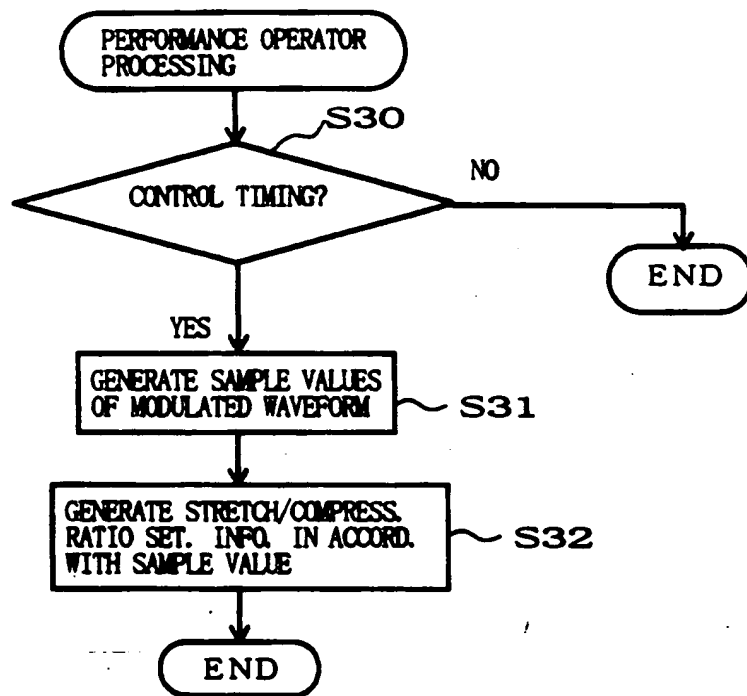 PERFORMANCE OPERATOR
PROCESSING
S30
CONTROL TIMING?
NO
END
YES
GENERATE SAMPLE VALUES
OF MODULATED WAVEFORM
S31
GENERATE STRETCH/COMPRESS.
RATIO SET. INFO. IN ACCORD.
WITH SAMPLE VALUE
S32
END